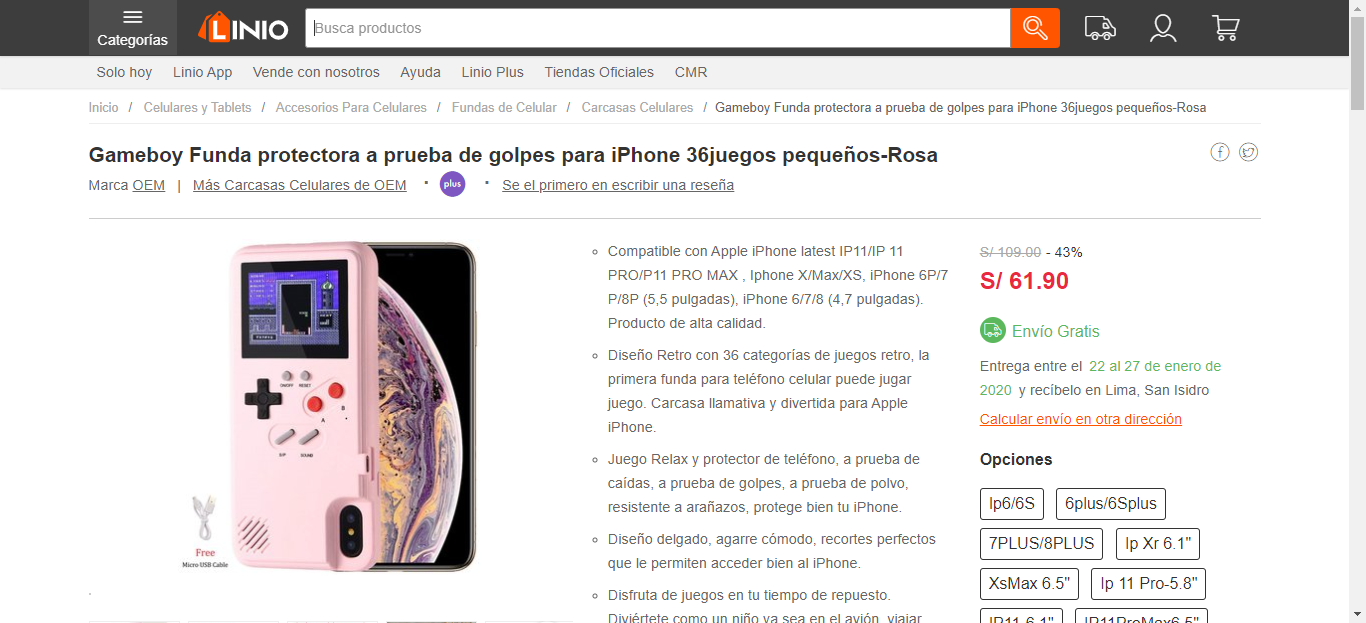 Categorías
LINIO
Busca productos
Solo hoy
Linio App
Vende con nosotros
Ayuda
Linio Plus
Tiendas Oficiales
CMR
Inicio / Celulares y Tablets / Accesorios Para Celulares / Fundas de Celular / Carcasas Celulares / Gameboy Funda protectora a prueba de golpes para iPhone 36juegos pequeños-Rosa
Gameboy Funda protectora a prueba de golpes para iPhone 36juegos pequeños-Rosa
Marca OEM | Más Carcasas Celulares de OEM · plus · Se el primero en escribir una reseña
ON/OFF RESET
A B
SUP SOUND
Free
Micro USB Cable
Compatible con Apple iPhone latest IP11/IP 11
PRO/P11 PRO MAX , Iphone X/Max/XS, iPhone 6P/7
P/8P (5,5 pulgadas), iPhone 6/7/8 (4,7 pulgadas).
Producto de alta calidad.
Diseño Retro con 36 categorías de juegos retro, la
primera funda para teléfono celular puede jugar
juego. Carcasa llamativa y divertida para Apple
iPhone.
Juego Relax y protector de teléfono, a prueba de
caídas, a prueba de golpes, a prueba de polvo,
resistente a arañazos, protege bien tu iPhone.
Diseño delgado, agarre cómodo, recortes perfectos
que le permiten acceder bien al iPhone.
Disfruta de juegos en tu tiempo de repuesto.
Diviértete como un niño ya sea en el avión, viajar
S/ 109.00 - 43%
S/ 61.90
Envío Gratis
Entrega entre el 22 al 27 de enero de
2020 y recíbelo en Lima, San Isidro
Calcular envío en otra dirección
Opciones
Ip6/6S
6plus/6Splus
7PLUS/8PLUS
Ip Xr 6.1"
XsMax 6.5"
Ip 11 Pro-5.8"
IP11 6.1"
IP11ProMax6.5"